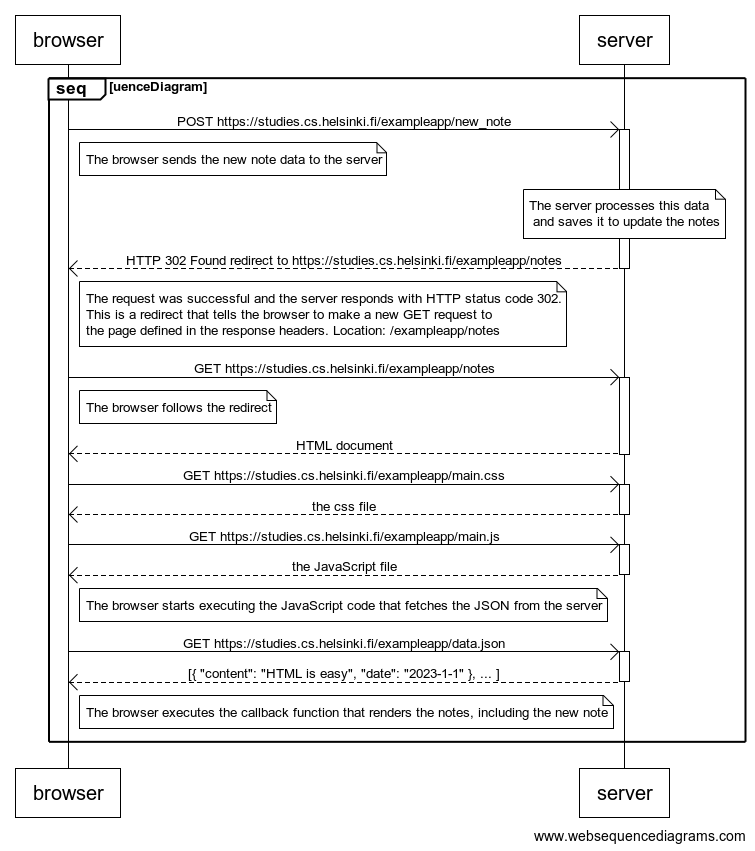 browser
server
seq
[uenceDiagram]
POST https://studies.cs.helsinki.fi/exampleapp/new_note
The browser sends the new note data to the server
The server processes this data
and saves it to update the notes
HTTP 302 Found redirect to https://studies.cs.helsinki.fi/exampleapp/notes
The request was successful and the server responds with HTTP status code 302.
This is a redirect that tells the browser to make a new GET request to
the page defined in the response headers. Location: /exampleapp/notes
GET https://studies.cs.helsinki.fi/exampleapp/notes
The browser follows the redirect
HTML document
GET https://studies.cs.helsinki.fi/exampleapp/main.css
the css file
GET https://studies.cs.helsinki.fi/exampleapp/main.js
the JavaScript file
The browser starts executing the JavaScript code that fetches the JSON from the server
GET https://studies.cs.helsinki.fi/exampleapp/data.json
[{ "content": "HTML is easy", "date": "2023-1-1" }, ... ]
The browser executes the callback function that renders the notes, including the new note
browser
server
www.websequencediagrams.com